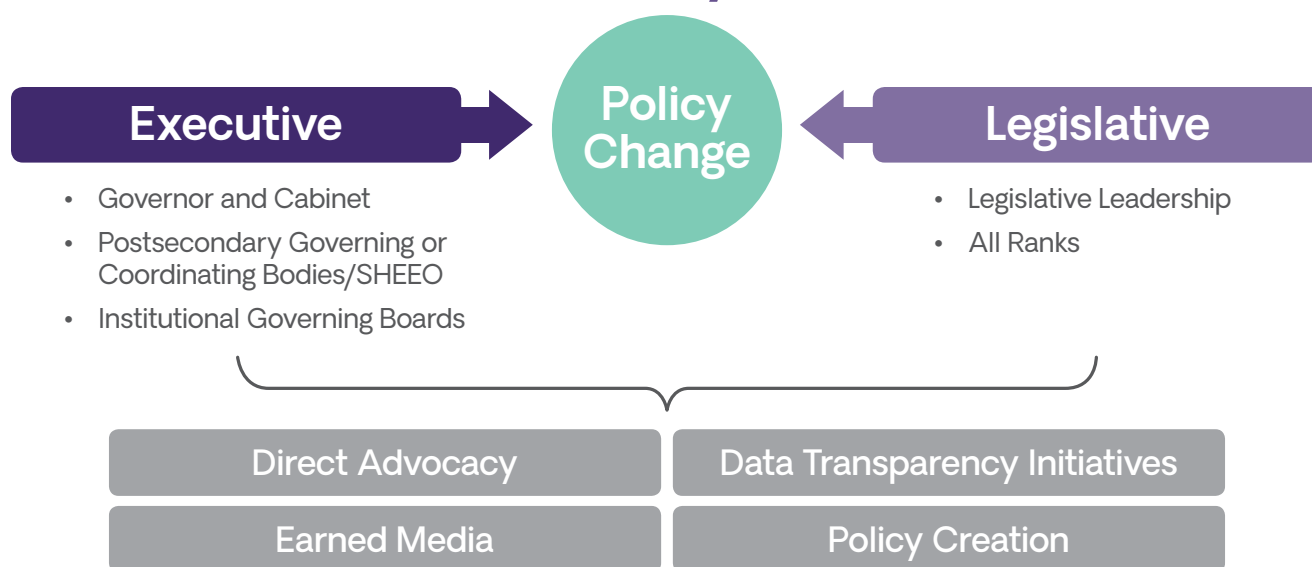 Executive
Policy
Change
Legislative
• Governor and Cabinet
• Postsecondary Governing or
Coordinating Bodies/SHEEO
• Institutional Governing Boards
• Legislative Leadership
• All Ranks
Direct Advocacy
Data Transparency Initiatives
Earned Media
Policy Creation